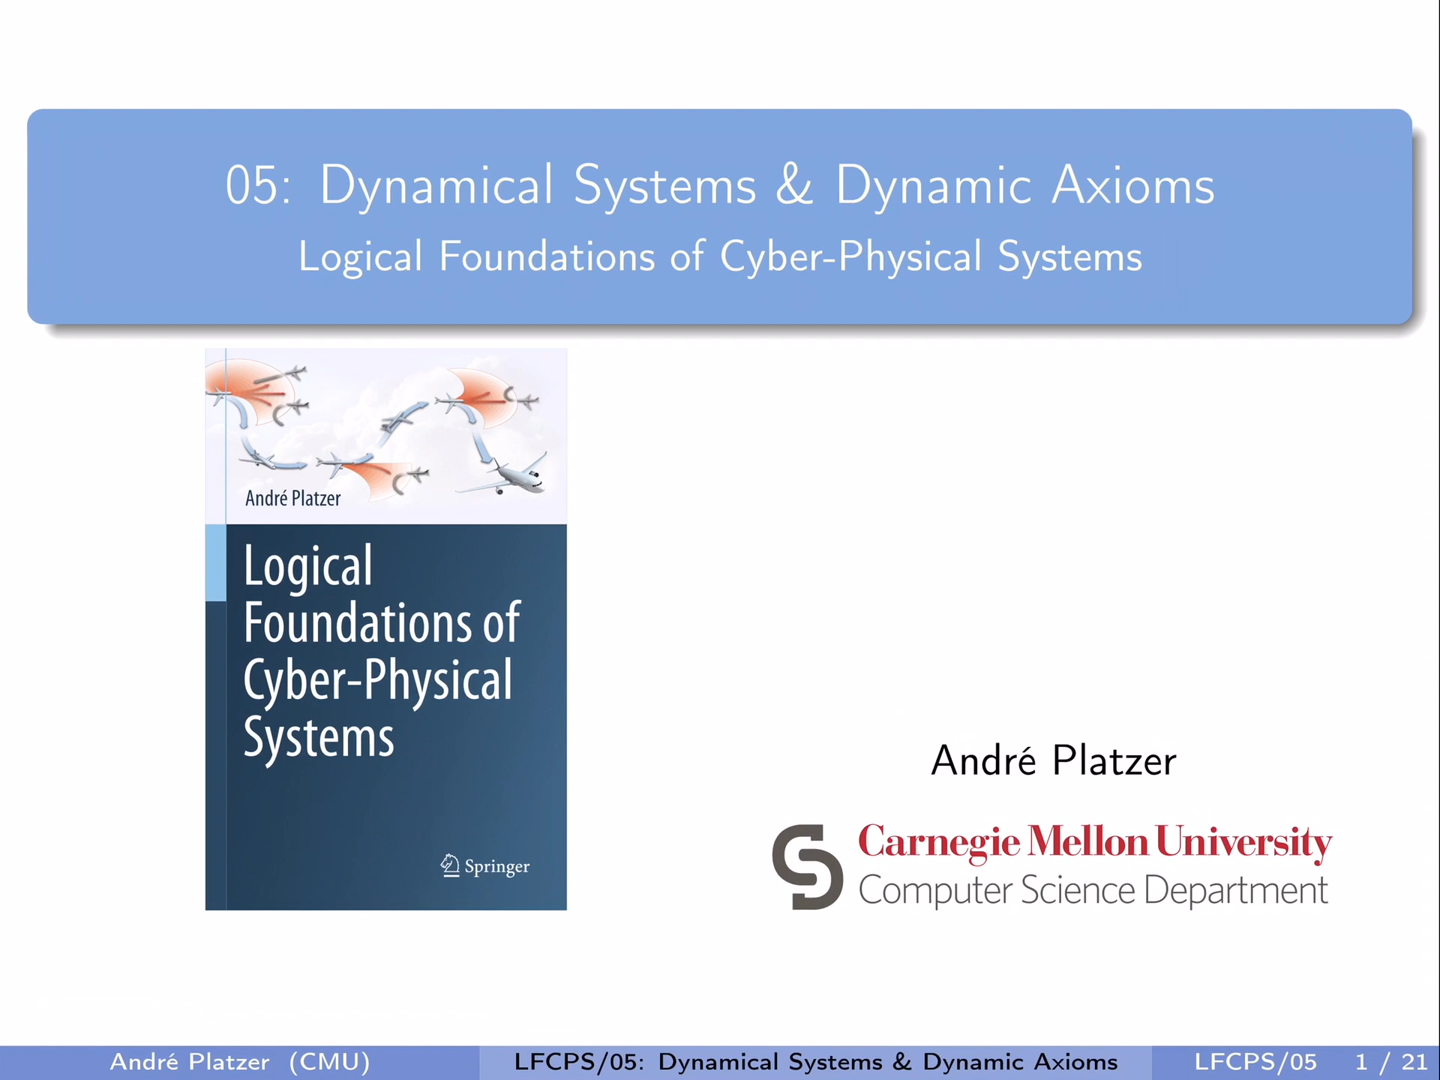 05: Dynamical Systems & Dynamic Axioms
Logical Foundations of Cyber-Physical Systems
André Platzer
Logical
Foundations of
Cyber-Physical
Systems
Springer
André Platzer
Carnegie Mellon University
Computer Science Department
André Platzer (CMU)
LFCPS/05: Dynamical Systems & Dynamic Axioms
LFCPS/05 1 / 21